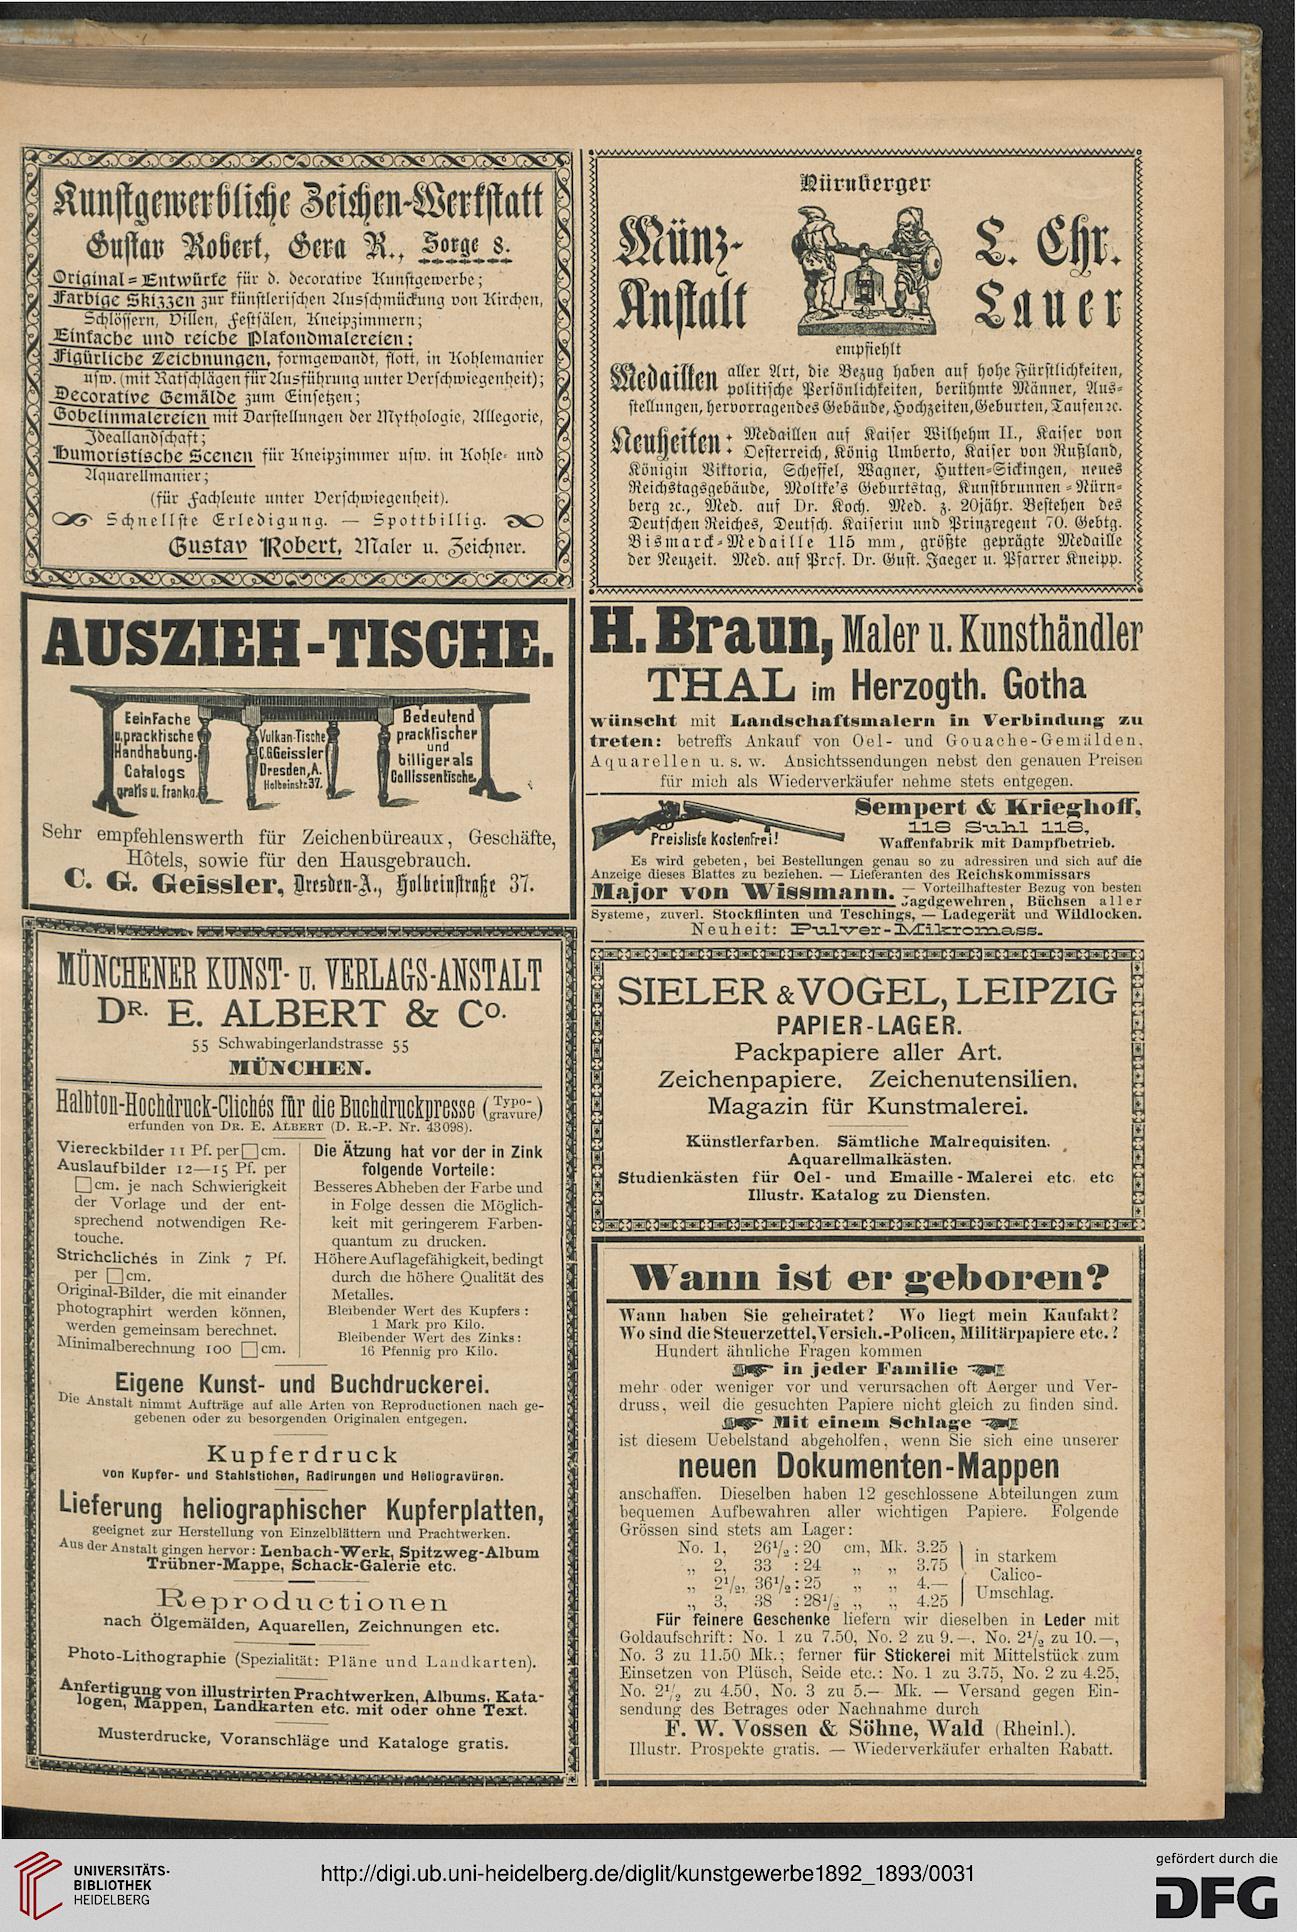 Kunstgewerbliche Zeichen-Werkstatt
Gustav Robert, Gera R., Sorge 8.
Original-Entwürfe für d. decorative Kunstgewerbe;
Farbige Skizzen zur künstlerischen Ausschmückung von Kirchen,
Schlössern, Villen, Festsälen, Kneipzimmern;
Einfache und reiche Plafondmalereien;
Figürliche Zeichnungen, formgewandt, flott, in Kohlemanier
usw. (mit Ratschlägen für Ausführung unter Verschwiegenheit);
Decorative Gemälde zum Einsetzen;
Gobelinmalereien mit Darstellungen der Mythologie, Allegorie,
Ideallandschaft;
Humoristische Scenen für Kneipzimmer usw. in Kohle- und
Aquarellmanier;
(für Fachleute unter Verschwiegenheit).
Schnellste Erledigung. — Spottbillig.
Gustav Robert, Maler u. Zeichner.
AUSZIEH-TISCHE.
Eeinfache
u. pracktische
Handhabung.
Catalogs
gratis u. franko.
Vulkan-Tische
C.G.Geissler
Dresden, A.
Holbeinstr. 37.
Bedeutend
pracktischer
und
billiger als
Collissentische.
Sehr empfehlenswerth für Zeichenbüreaux, Geschäfte,
Hôtels, sowie für den Hausgebrauch.
C. G. Geissler, Dresden-A., Holbeinstraße 37.
MÜNCHENER KUNST- U. VERLAGS-ANSTALT
DR. E. ALBERT & Co.
55 Schwabingerlandstrasse 55
MÜNCHEN.
Halbton-Hochdruck-Clichés für die Buchdruckpresse (Typo-gravure)
erfunden von DR. E. ALBERT (D. R.-P. Nr. 43098).
Viereckbilder 11 Pf. per □ cm.
Auslaufbilder 12—15 Pf. per
□ cm. je nach Schwierigkeit
der Vorlage und der ent-
sprechend notwendigen Re-
touche.
Strichclichés in Zink 7 Pf.
per □ cm.
Original-Bilder, die mit einander
photographirt werden können,
werden gemeinsam berechnet.
Minimalberechnung 100 □ cm.
Die Ätzung hat vor der in Zink
folgende Vorteile:
Besseres Abheben der Farbe und
in Folge dessen die Möglich-
keit mit geringerem Farben-
quantum zu drucken.
Höhere Auflagefähigkeit, bedingt
durch die höhere Qualität des
Metalles.
Bleibender Wert des Kupfers:
1 Mark pro Kilo.
Bleibender Wert des Zinks:
16 Pfennig pro Kilo.
Eigene Kunst- und Buchdruckerei.
Die Anstalt nimmt Aufträge auf alle Arten von Reproductionen nach ge-
gebenen oder zu besorgenden Originalen entgegen.
Kupferdruck
von Kupfer- und Stahlstichen, Radirungen und Heliogravüren.
Lieferung heliographischer Kupferplatten,
geeignet zur Herstellung von Einzelblättern und Prachtwerken.
Aus der Anstalt gingen hervor: Lenbach-Werk, Spitzweg-Album
Trübner-Mappe, Schack-Galerie etc.
Reproductionen
nach Ölgemälden, Aquarellen, Zeichnungen etc.
Photo-Lithographie (Spezialität: Pläne und Landkarten).
Anfertigung von illustrirten Prachtwerken, Albums, Kata-
logen, Mappen, Landkarten etc. mit oder ohne Text.
Musterdrucke, Voranschläge und Kataloge gratis.
Nürnberger
Münz-
Anstalt
L. Chr.
Lauer
empfiehlt
Medaillen aller Art, die Bezug haben auf hohe Fürstlichkeiten,
politische Persönlichkeiten, berühmte Männer, Aus-
stellungen, hervorragendes Gebäude, Hochzeiten, Geburten, Taufen ꝛc.
Neuheiten: Medaillen auf Kaiser Wilhehm II., Kaiser von
Oesterreich, König Umberto, Kaiser von Rußland,
Königin Viktoria, Scheffel, Wagner, Hutten-Sickingen, neues
Reichstagsgebäude, Moltke's Geburtstag, Kunstbrunnen-Nürn-
berg ꝛc., Med. auf Dr. Koch. Med. z. 20jähr. Bestehen des
Deutschen Reiches, Deutsch. Kaiserin und Prinzregent 70. Gebtg.
Bismarck-Medaille 115 mm, größte geprägte Medaille
der Neuzeit. Med. auf Prof. Dr. Gust. Jaeger u. Pfarrer Kneipp.
H. Braun, Maler u. Kunsthändler
THAL im Herzogth. Gotha
wünscht mit Landschaftsmalern in Verbindung zu
treten: betreffs Ankauf von Oel- und Gouache-Gemälden,
Aquarellen u. s. w. Ansichtssendungen nebst den genauen Preisen
für mich als Wiederverkäufer nehme stets entgegen.
Preisliste kostenfrei!
Sempert & Krieghoff,
118 Suhl 118,
Waffenfabrik mit Dampfbetrieb.
Es wird gebeten, bei Bestellungen genau so zu adressiren und sich auf die
Anzeige dieses Blattes zu beziehen. — Lieferanten des Reichskommissars
Major von Wissmann. — Vorteilhaftester Bezug von besten
Jagdgewehren, Büchsen aller
Systeme, zuverl. Stockflinten und Teschings, — Ladegerät und Wildlocken.
Neuheit: Pulver-Mikromass.
SIELER & VOGEL, LEIPZIG
PAPIER-LAGER.
Packpapiere aller Art.
Zeichenpapiere. Zeichenutensilien.
Magazin für Kunstmalerei.
Künstlerfarben. Sämtliche Malrequisiten.
Aquarellmalkästen.
Studienkästen für Oel- und Emaille-Malerei etc. etc
Illustr. Katalog zu Diensten.
Wann ist er geboren?
Wann haben Sie geheiratet? Wo liegt mein Kaufakt?
Wo sind die Steuerzettel, Versich.-Policen, Militärpapiere etc.?
Hundert ähnliche Fragen kommen
in jeder Familie
mehr oder weniger vor und verursachen oft Aerger und Ver-
druss, weil die gesuchten Papiere nicht gleich zu finden sind.
Mit einem Schlage
ist diesem Uebelstand abgeholfen, wenn Sie sich eine unserer
neuen Dokumenten-Mappen
anschaffen. Dieselben haben 12 geschlossene Abteilungen zum
bequemen Aufbewahren aller wichtigen Papiere. Folgende
Grössen sind stets am Lager:
No. 1, 26½ : 20 cm, Mk. 3.25
„ 2, 33 : 24 „ „ 3.75
„ 2½, 36½ : 25 „ „ 4.—
„ 3, 38 : 28½ „ „ 4.25
in starkem
Calico-
Umschlag.
Für feinere Geschenke liefern wir dieselben in Leder mit
Goldaufschrift: No. 1 zu 7.50, No. 2 zu 9.—, No. 2½ zu 10.—,
No. 3 zu 11.50 Mk.; ferner für Stickerei mit Mittelstück zum
Einsetzen von Plüsch, Seide etc.: No. 1 zu 3.75, No. 2 zu 4.25,
No. 2½ zu 4.50, No. 3 zu 5.— Mk. — Versand gegen Ein-
sendung des Betrages oder Nachnahme durch
F. W. Vossen & Söhne, Wald (Rheinl.).
Illustr. Prospekte gratis. — Wiederverkäufer erhalten Rabatt.
UNIVERSITÄTS-
BIBLIOTHEK
HEIDELBERG
http://digi.ub.uni-heidelberg.de/diglit/kunstgewerbe1892_1893/0031
gefördert durch die
DFG